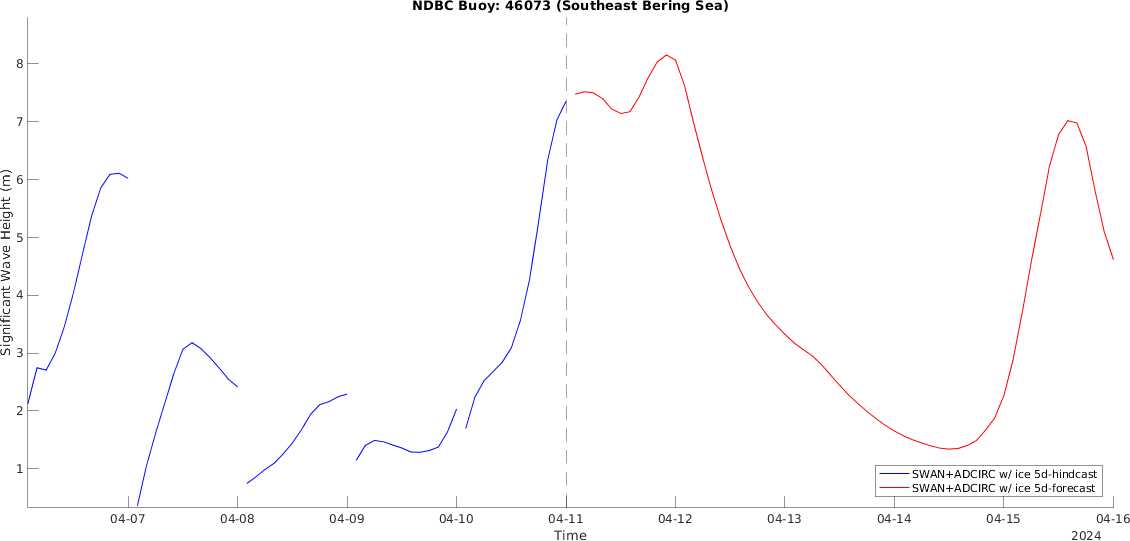 NDBC Buoy: 46073 (Southeast Bering Sea)
Significant Wave Height (m)
8
7
6
5
4
3
2
1
SWAN+ADCIRC w/ ice 5d-hindcast
SWAN+ADCIRC w/ ice 5d-forecast
04-07 04-08 04-09 04-10 04-11 04-12 04-13 04-14 04-15 04-16
Time
2024